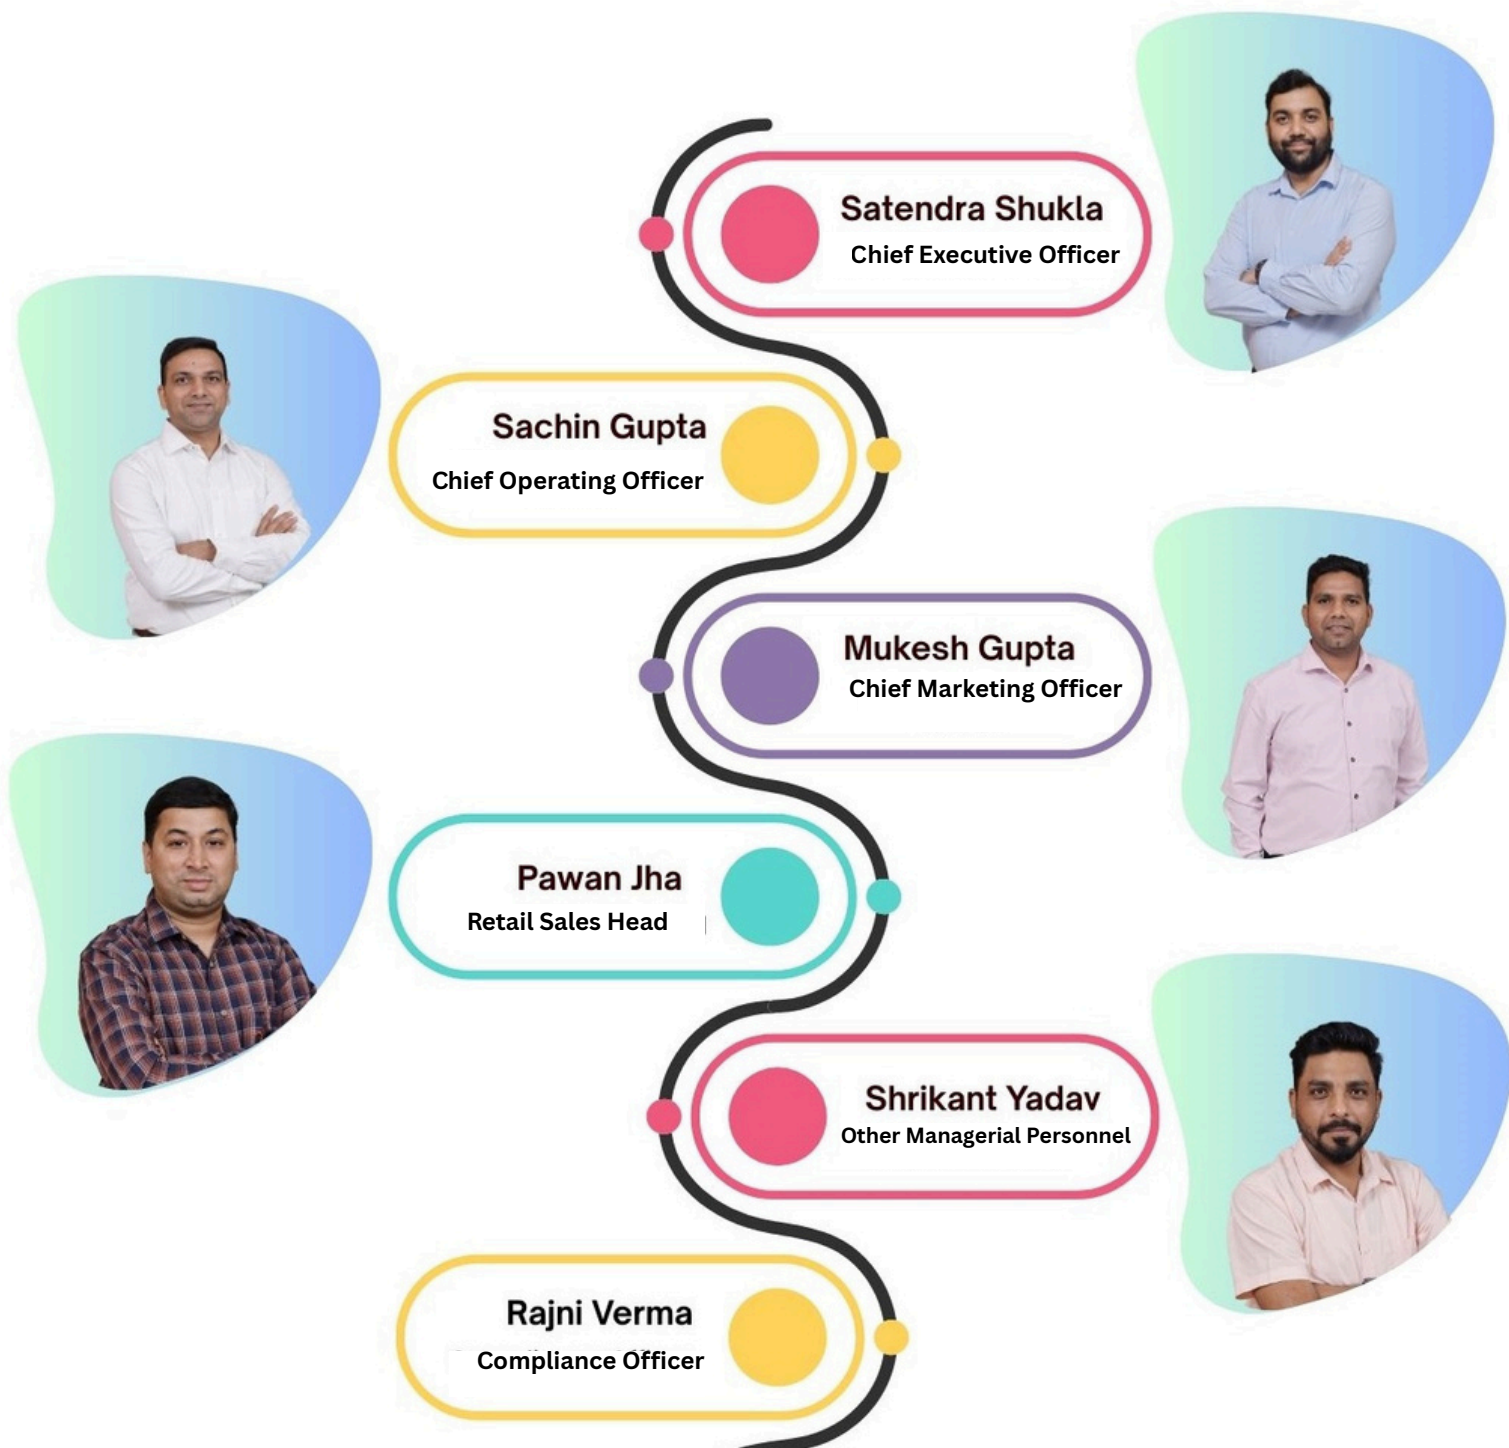 Satendra Shukla
Chief Executive Officer
Sachin Gupta
Chief Operating Officer
Mukesh Gupta
Chief Marketing Officer
Pawan Jha
Retail Sales Head
Shrikant Yadav
Other Managerial Personnel
Rajni Verma
Compliance Officer